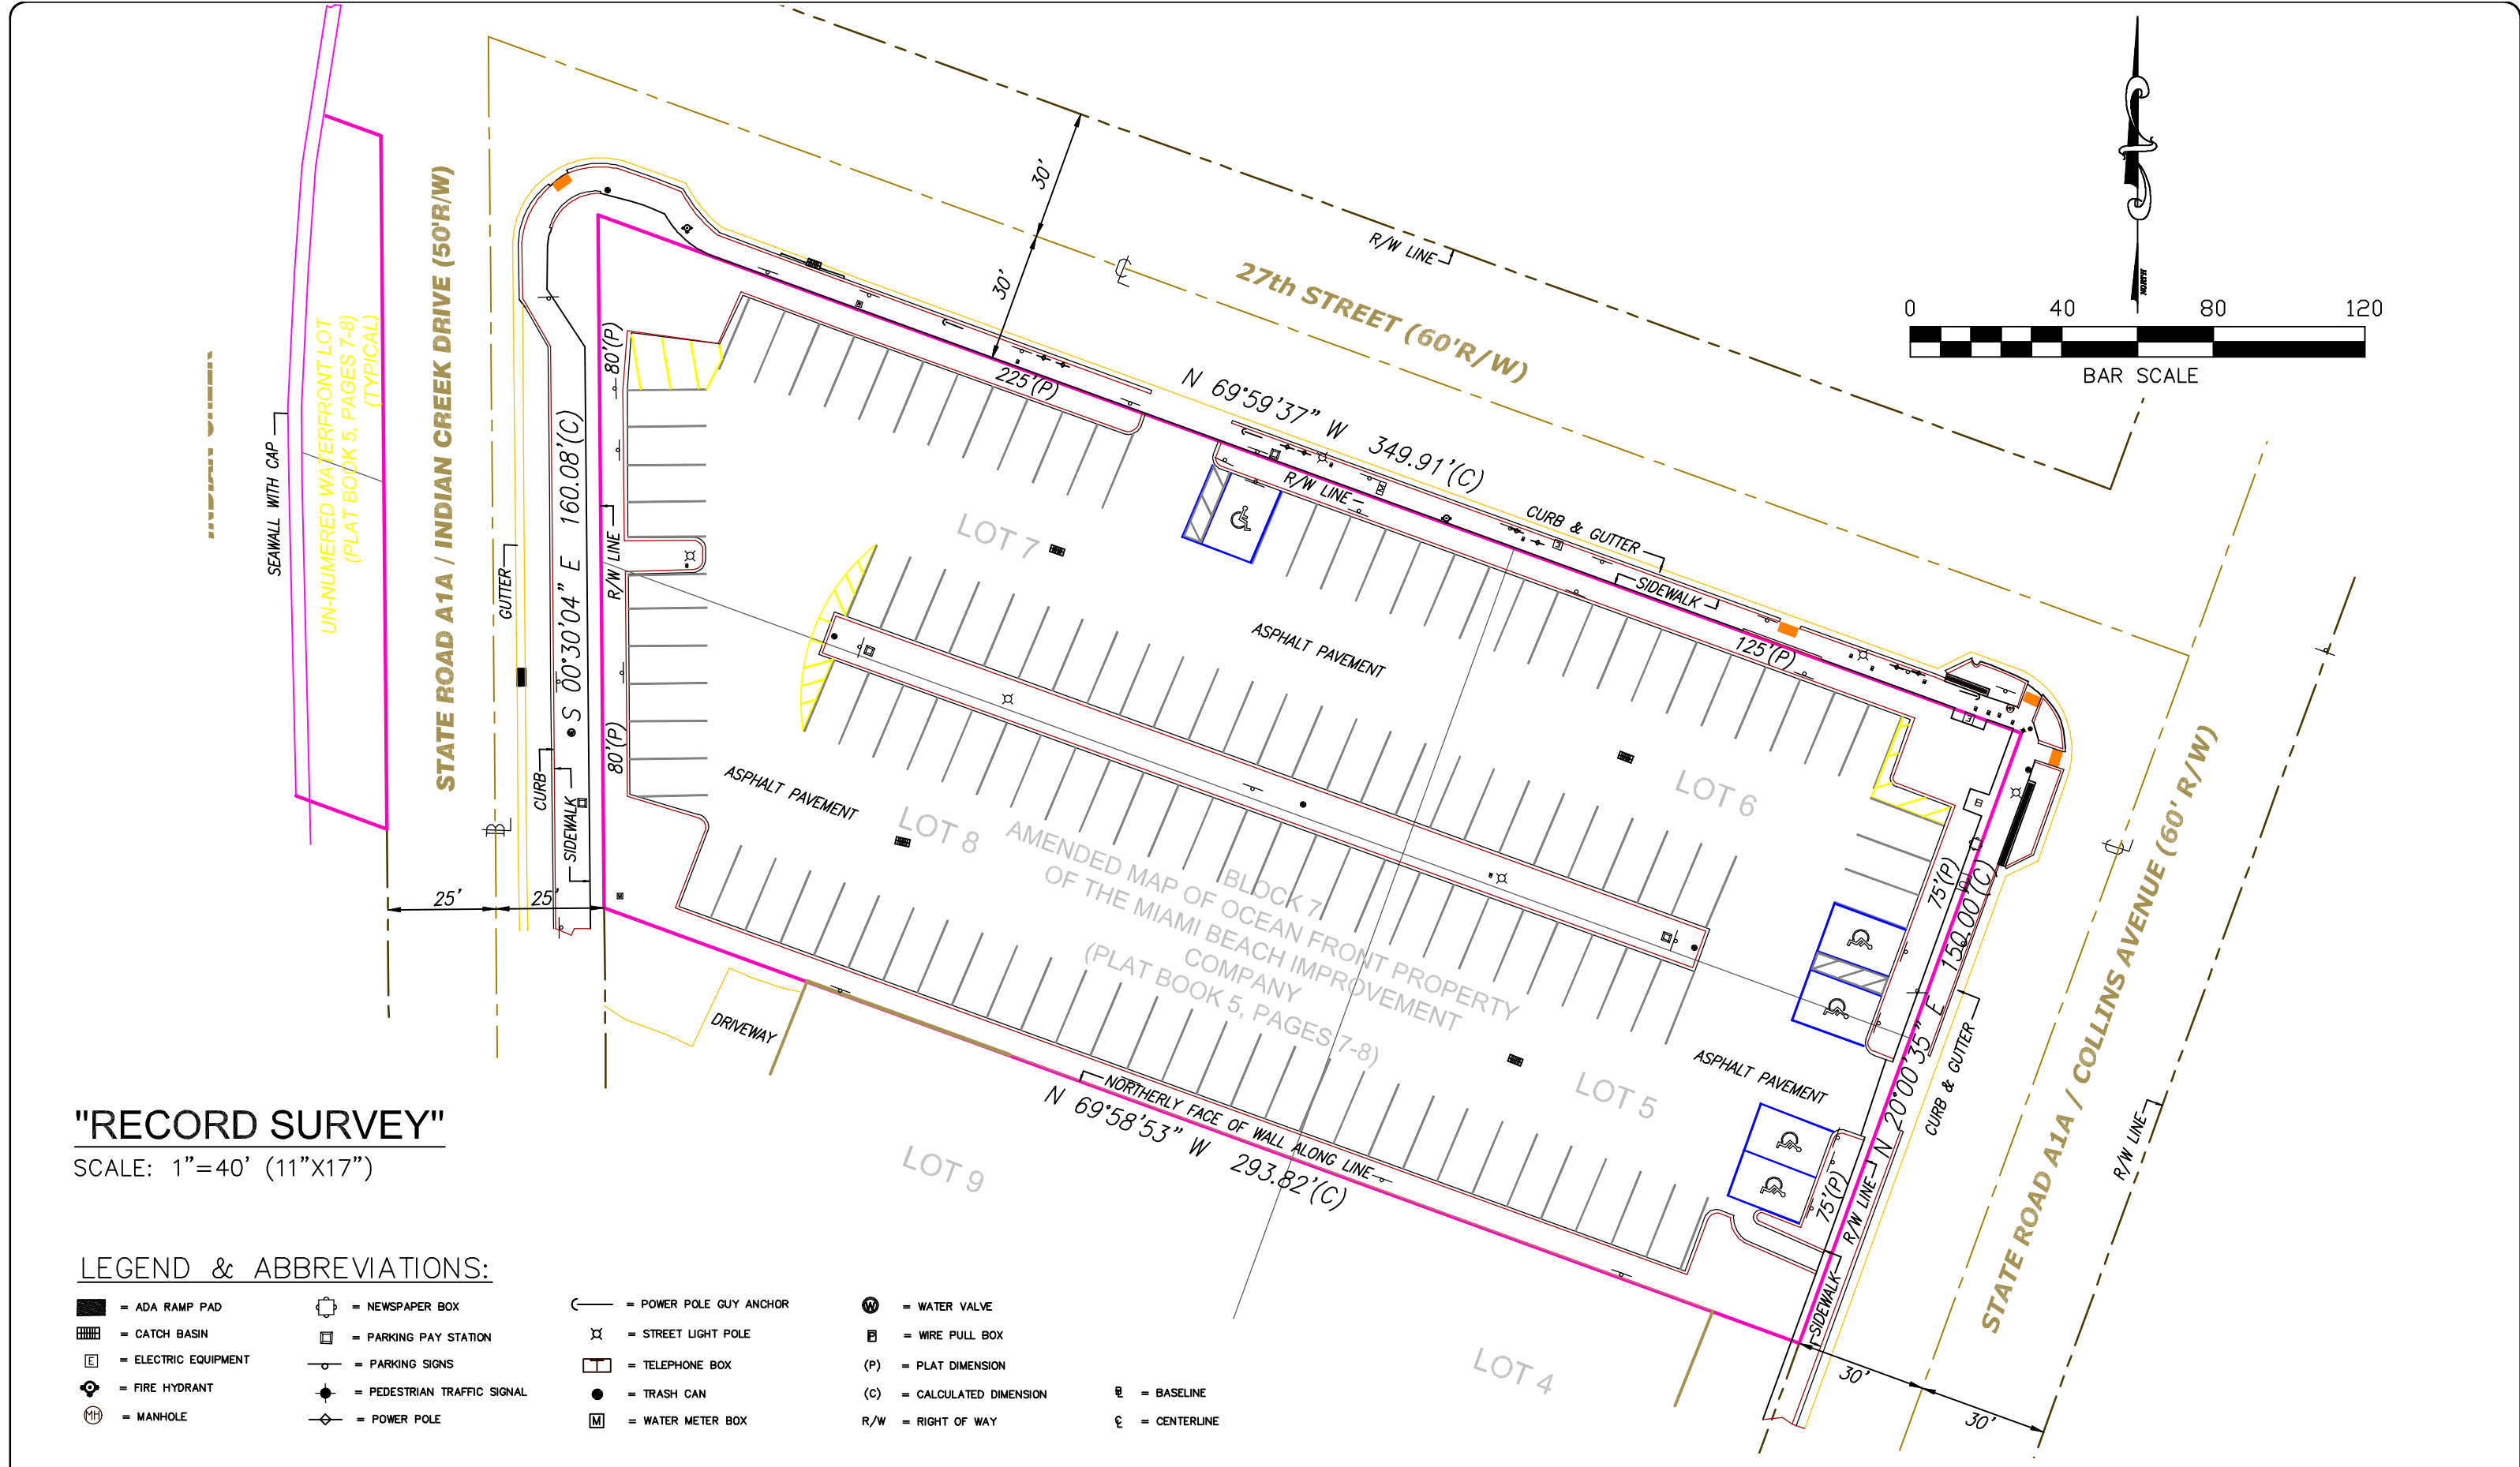 30'
30'
R/W LINE
27th STREET (60'R/W)
NORTH
0 40 80 120
BAR SCALE
SEAWALL WITH CAP
UN-NUMERED WATERFRONT LOT
(PLAT BOOK 5, PAGES 7-8)
(TYPICAL)
STATE ROAD A1A / INDIAN CREEK DRIVE (50'R/W)
GUTTER
CURB
SIDEWALK
S 00°30'04" E 160.08'(C)
80'(P)
R/W LINE
80'(P)
25'
25'
225'(P)
N 69°59'37" W 349.91'(C)
R/W LINE
CURB & GUTTER
SIDEWALK
125'(P)
LOT 7
ASPHALT PAVEMENT
LOT 6
ASPHALT PAVEMENT
LOT 8
BLOCK 7
AMENDED MAP OF OCEAN FRONT PROPERTY
OF THE MIAMI BEACH IMPROVEMENT
COMPANY
(PLAT BOOK 5, PAGES 7-8)
LOT 5
ASPHALT PAVEMENT
75'(P)
N 20°00'35" E 150.00'(C)
75'(P)
R/W LINE
SIDEWALK
CURB & GUTTER
STATE ROAD A1A / COLLINS AVENUE (60' R/W)
R/W LINE
30'
30'
DRIVEWAY
NORTHERLY FACE OF WALL ALONG LINE
N 69°58'53" W 293.82'(C)
LOT 9
LOT 4
"RECORD SURVEY"
SCALE: 1"=40' (11"X17")
LEGEND & ABBREVIATIONS:
= ADA RAMP PAD
= CATCH BASIN
E = ELECTRIC EQUIPMENT
= FIRE HYDRANT
MH = MANHOLE
= NEWSPAPER BOX
= PARKING PAY STATION
= PARKING SIGNS
= PEDESTRIAN TRAFFIC SIGNAL
= POWER POLE
= POWER POLE GUY ANCHOR
= STREET LIGHT POLE
T = TELEPHONE BOX
= TRASH CAN
M = WATER METER BOX
W = WATER VALVE
P = WIRE PULL BOX
(P) = PLAT DIMENSION
(C) = CALCULATED DIMENSION
R/W = RIGHT OF WAY
= BASELINE
= CENTERLINE